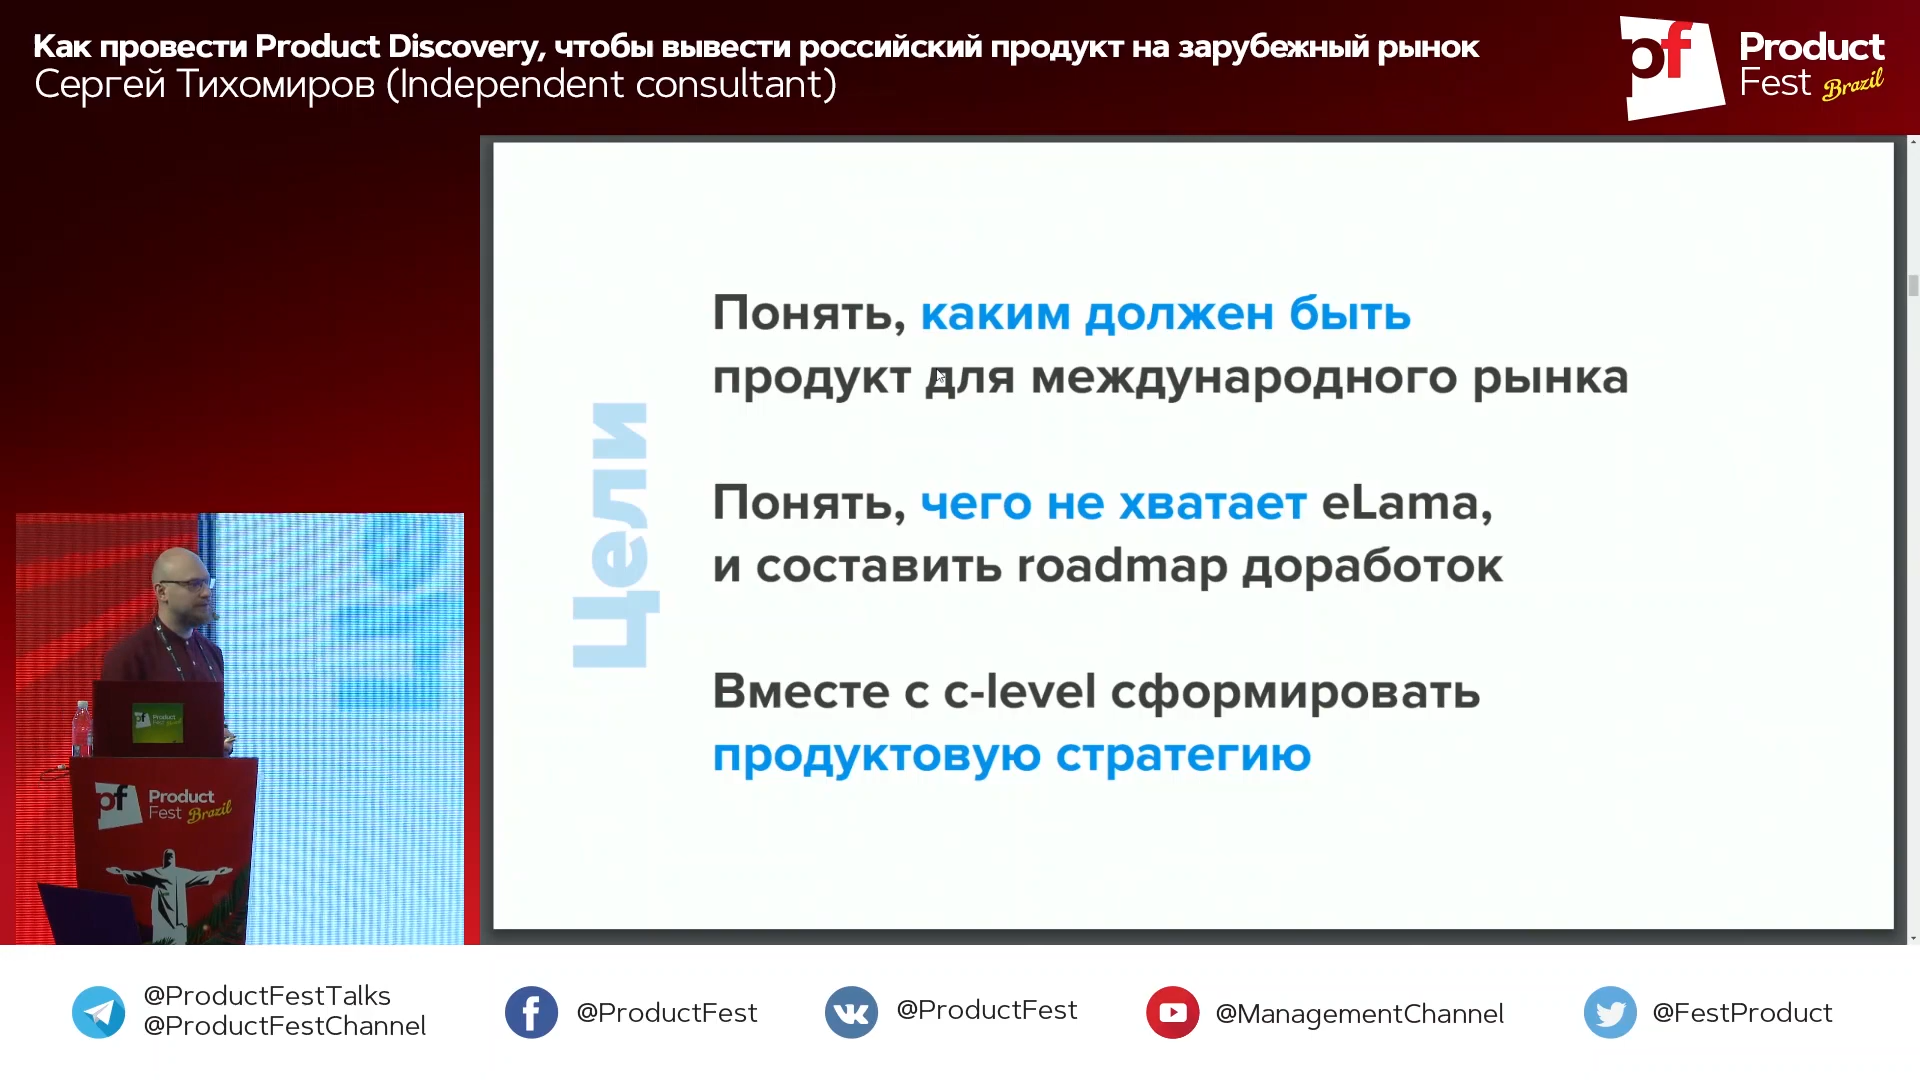 Как провести Product Discovery, чтобы вывести российский продукт на зарубежный рынок
Сергей Тихомиров (Independent consultant)
pf
Product
Fest Brazil
Цели
Понять, каким должен быть
продукт для международного рынка
Понять, чего не хватает eLama,
и составить roadmap доработок
Вместе с c-level сформировать
продуктовую стратегию
pf Product
Fest Brazil
@ProductFestTalks
@ProductFestChannel
@ProductFest
@ProductFest
@ManagementChannel
@FestProduct